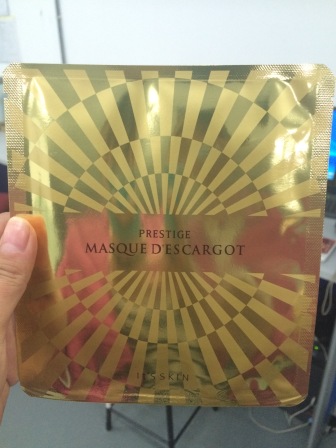 PRESTIGE
MASQUE D'ESCARGOT
IT'S SKIN